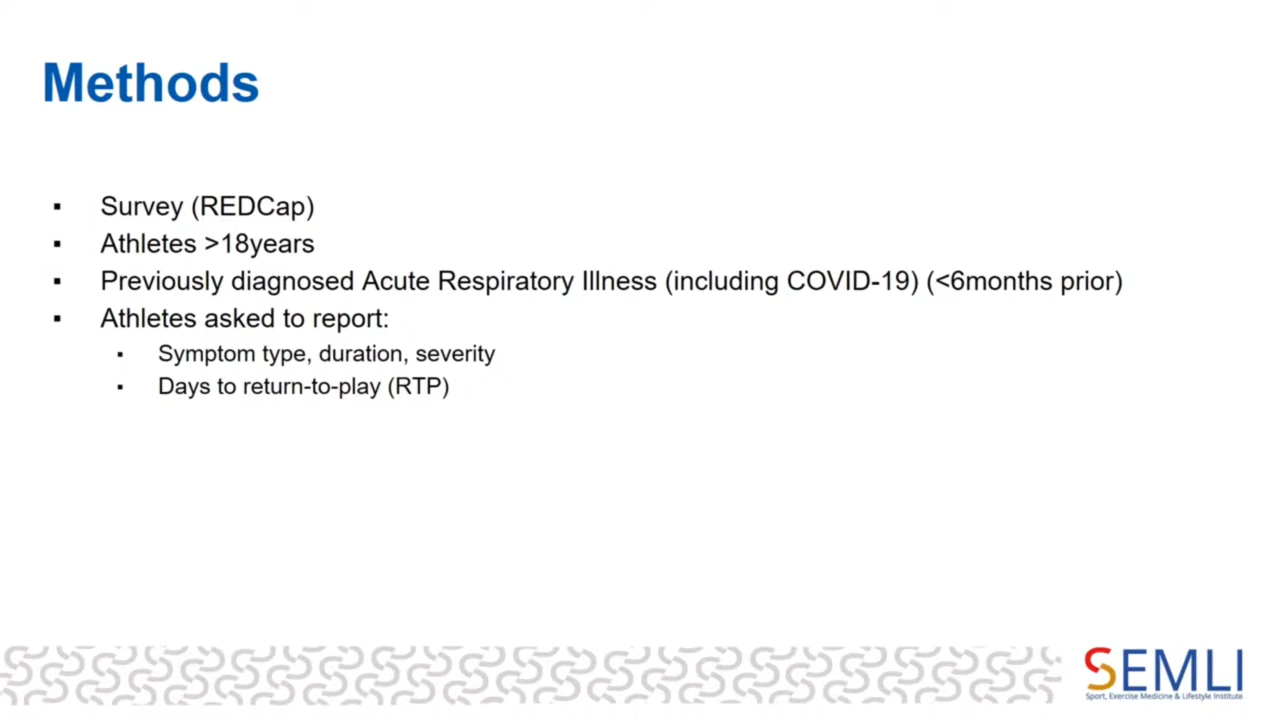 Methods
▪ Survey (REDCap)
▪ Athletes >18years
▪ Previously diagnosed Acute Respiratory Illness (including COVID-19) (<6months prior)
▪ Athletes asked to report:
▪ Symptom type, duration, severity
▪ Days to return-to-play (RTP)
SEMLI
Sport, Exercise Medicine & Lifestyle Institute